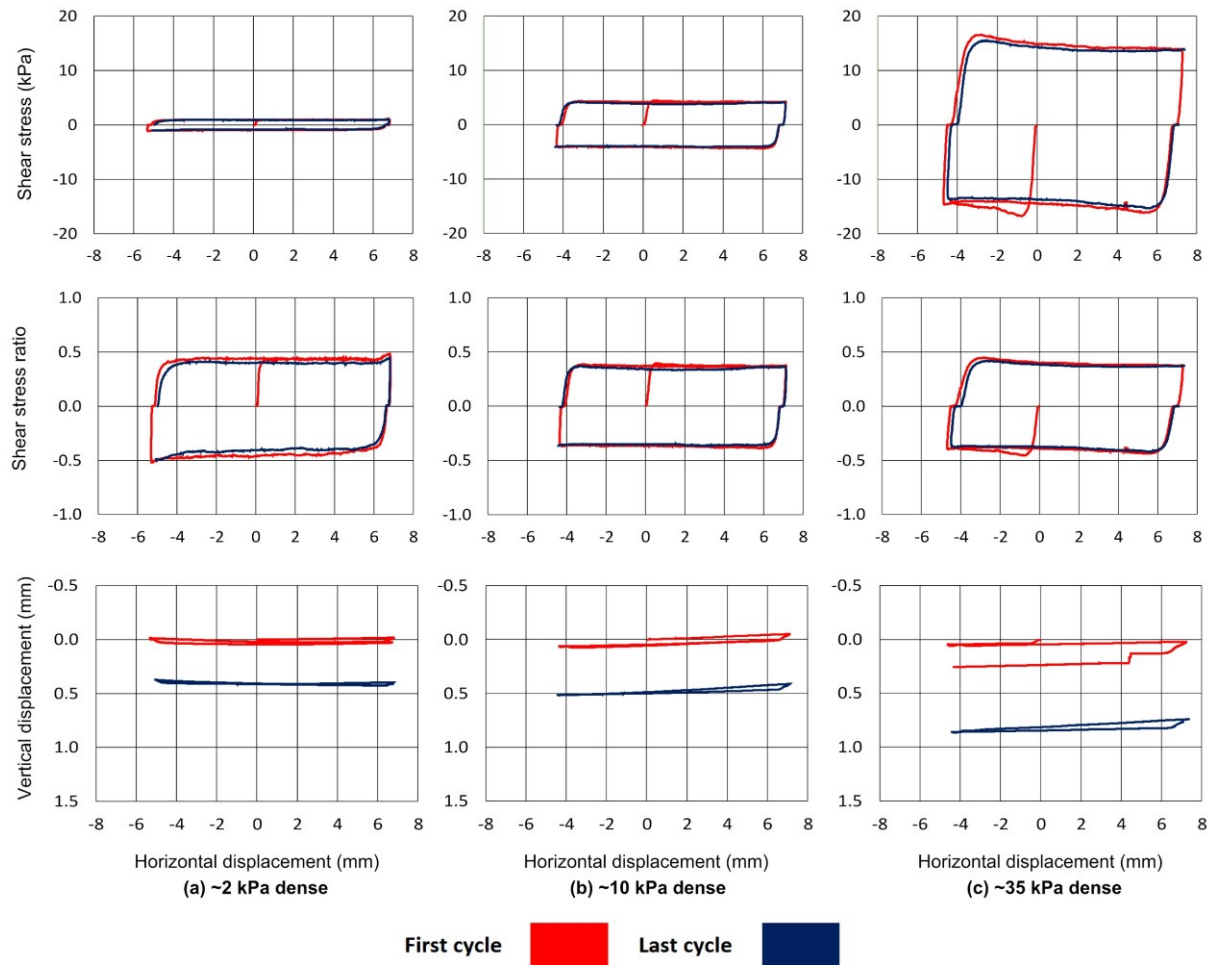 Shear stress (kPa)
20
10
0
-10
-20
-8 -6 -4 -2 0 2 4 6 8
20
10
0
-10
-20
-8 -6 -4 -2 0 2 4 6 8
20
10
0
-10
-20
-8 -6 -4 -2 0 2 4 6 8
Shear stress ratio
1.0
0.5
0.0
-0.5
-1.0
-8 -6 -4 -2 0 2 4 6 8
1.0
0.5
0.0
-0.5
-1.0
-8 -6 -4 -2 0 2 4 6 8
1.0
0.5
0.0
-0.5
-1.0
-8 -6 -4 -2 0 2 4 6 8
Vertical displacement (mm)
-0.5
0.0
0.5
1.0
1.5
-8 -6 -4 -2 0 2 4 6 8
-0.5
0.0
0.5
1.0
1.5
-8 -6 -4 -2 0 2 4 6 8
-0.5
0.0
0.5
1.0
1.5
-8 -6 -4 -2 0 2 4 6 8
Horizontal displacement (mm)
(a) ~2 kPa dense
Horizontal displacement (mm)
(b) ~10 kPa dense
Horizontal displacement (mm)
(c) ~35 kPa dense
First cycle Last cycle